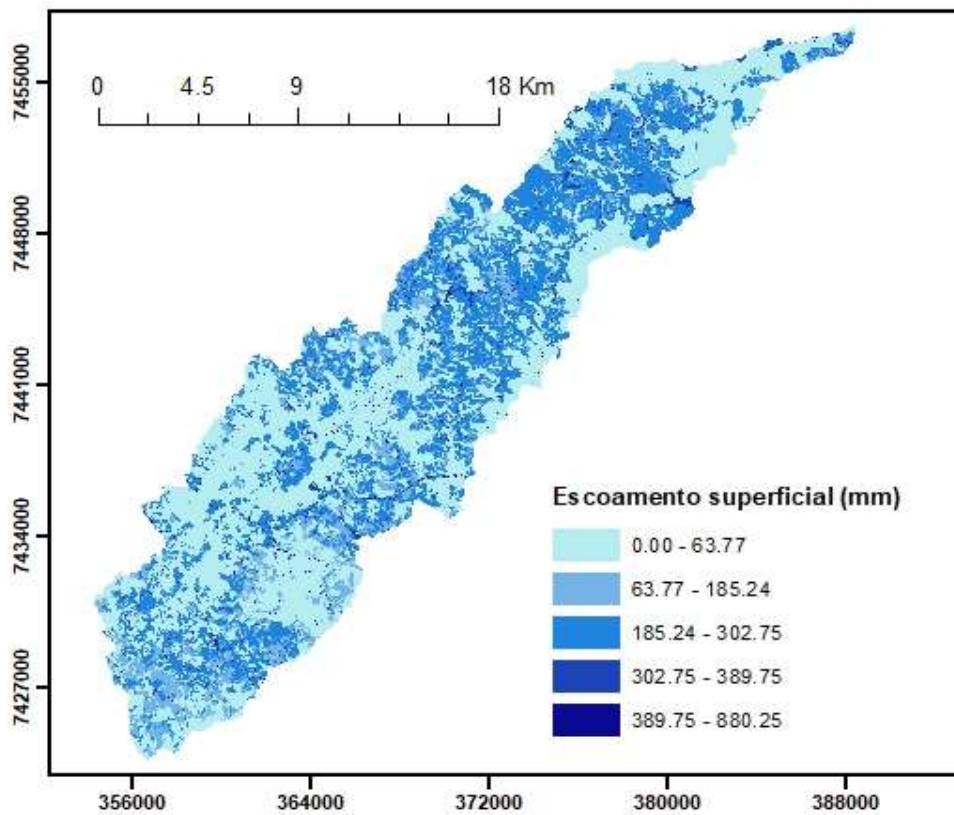 0 4.5 9 18 Km
7455000
7448000
7441000
7434000
7427000
Escoamento superficial (mm)
0.00 - 63.77
63.77 - 185.24
185.24 - 302.75
302.75 - 389.75
389.75 - 880.25
356000 364000 372000 380000 388000